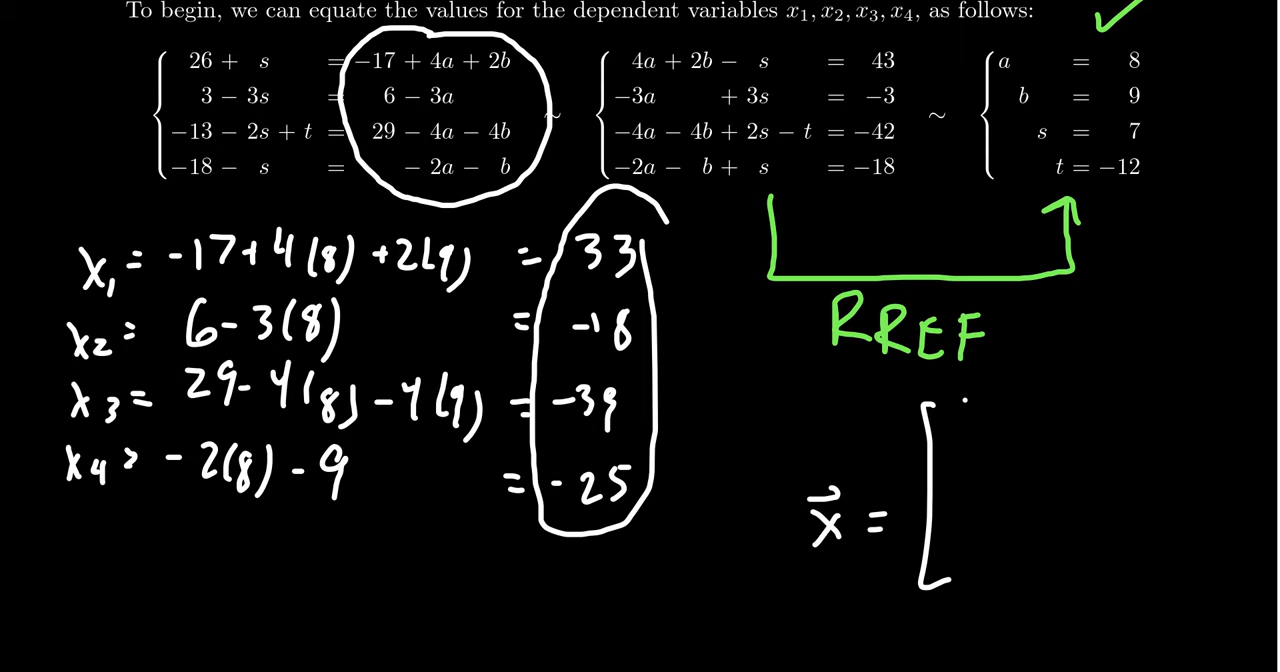 To begin, we can equate the values for the dependent variables x₁, x₂, x₃, x₄, as follows:
26 + s = −17 + 4a + 2b 4a + 2b − s = 43 a = 8
3 − 3s = 6 − 3a ∼ −3a + 3s = −3 ∼ b = 9
−13 − 2s + t = 29 − 4a − 4b −4a − 4b + 2s − t = −42 s = 7
−18 − s = − 2a − b −2a − b + s = −18 t = −12
x₁ = -17+4(8) +2(9) = 33
x2 = 6-3(8) = -18
x3 = 29-4(8)-4(9) = -39
x4 = -2(8)-9 = -25
RREF
x⃗ = [